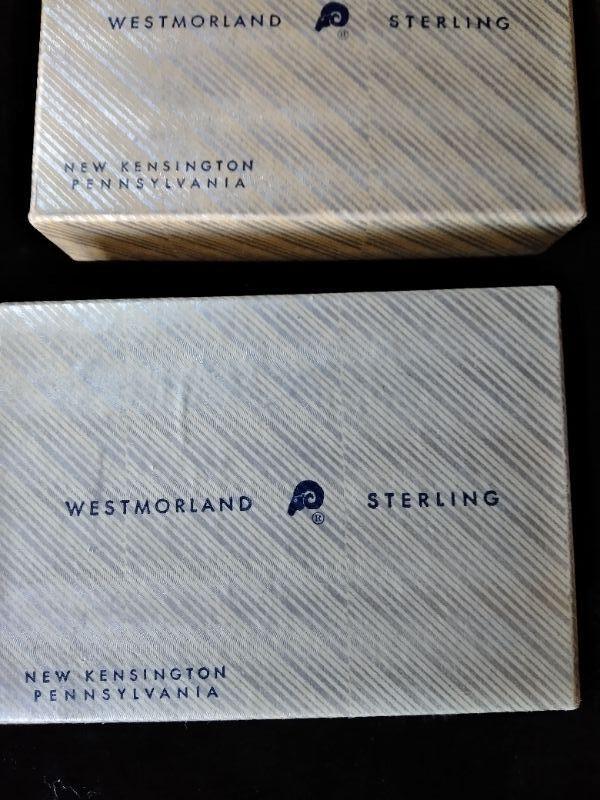 WESTMORLAND ® STERLING
NEW KENSINGTON
PENNSYLVANIA
WESTMORLAND ® STERLING
NEW KENSINGTON
PENNSYLVANIA